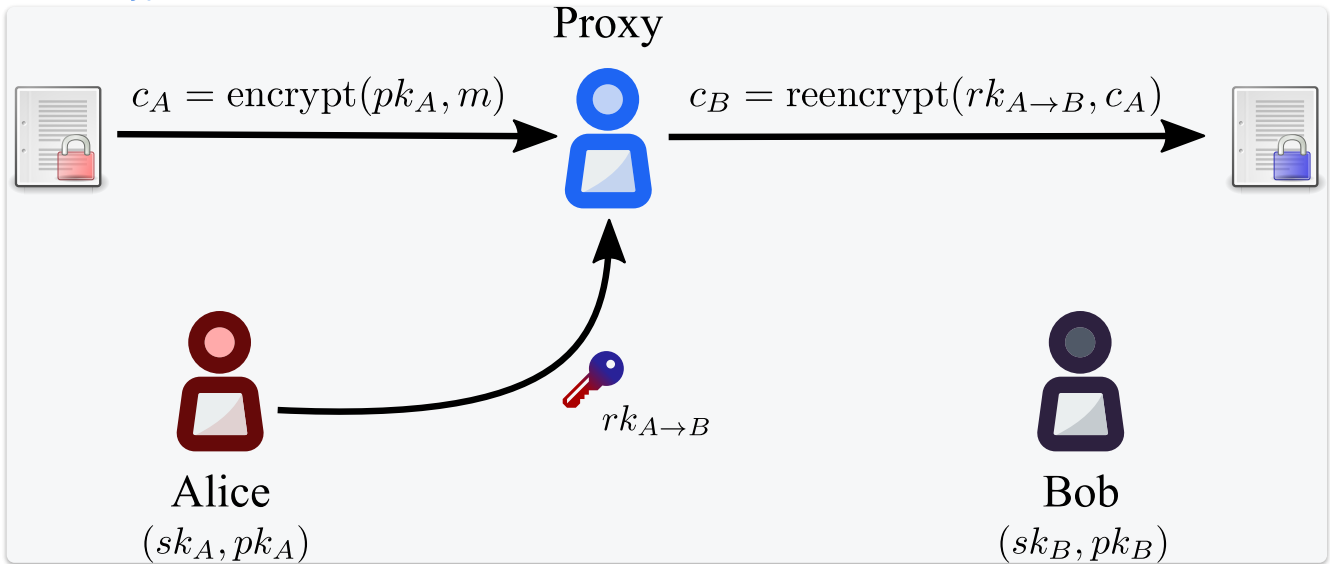 Proxy
c_A = encrypt(pk_A, m)
c_B = reencrypt(rk_{A→B}, c_A)
rk_{A→B}
Alice
(sk_A, pk_A)
Bob
(sk_B, pk_B)